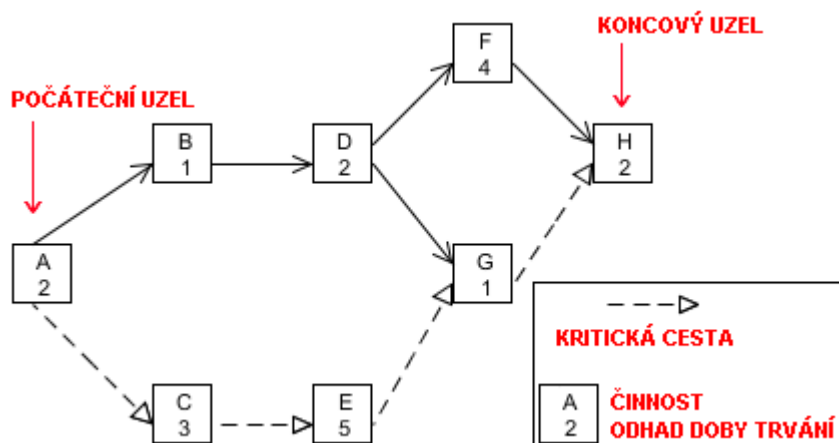 F
4
KONCOVÝ UZEL
POČÁTEČNÍ UZEL
B
1
D
2
H
2
A
2
G
1
C
3
E
5
KRITICKÁ CESTA
A
2
ČINNOST
ODHAD DOBY TRVÁNÍ